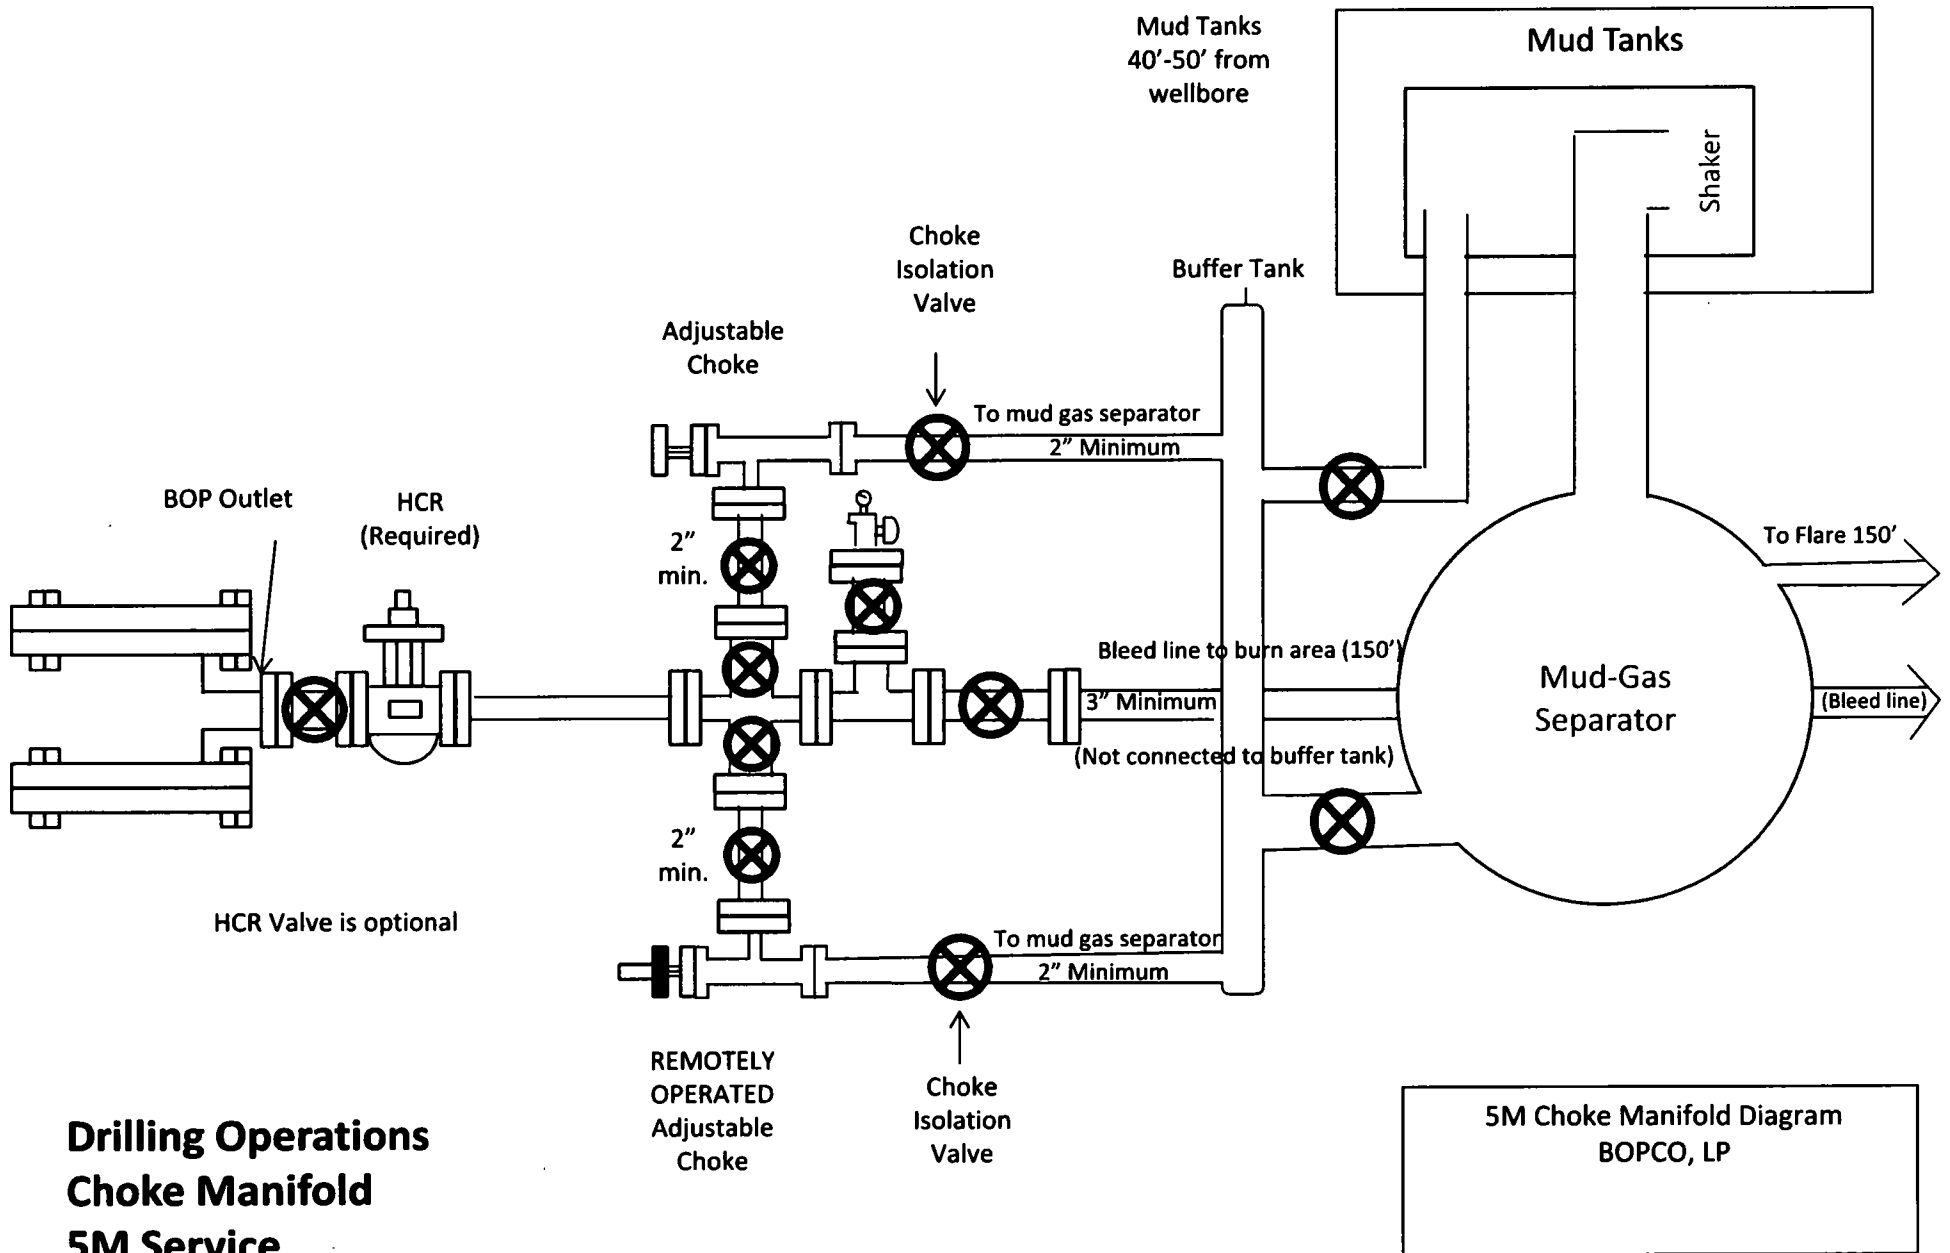 Mud Tanks
40'-50' from
wellbore
Mud Tanks
Shaker
Choke
Isolation
Valve
Buffer Tank
Adjustable
Choke
To mud gas separator
2” Minimum
BOP Outlet
HCR
(Required)
2”
min.
To Flare 150'
Bleed line to burn area (150')
3” Minimum
(Not connected to buffer tank)
Mud-Gas
Separator
(Bleed line)
2”
min.
HCR Valve is optional
To mud gas separator
2” Minimum
REMOTELY
OPERATED
Adjustable
Choke
Choke
Isolation
Valve
Drilling Operations
Choke Manifold
5M Service
5M Choke Manifold Diagram
BOPCO, LP